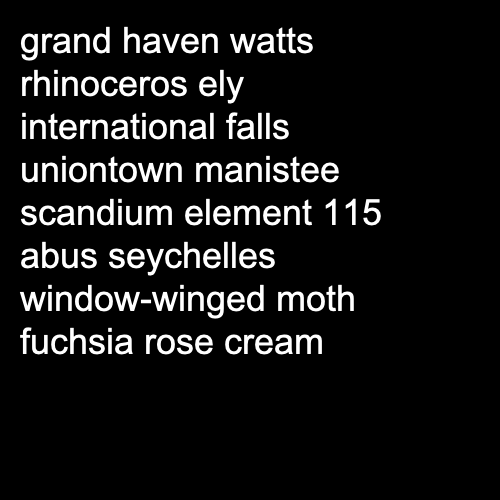 grand haven watts
rhinoceros ely
international falls
uniontown manistee
scandium element 115
abus seychelles
window-winged moth
fuchsia rose cream